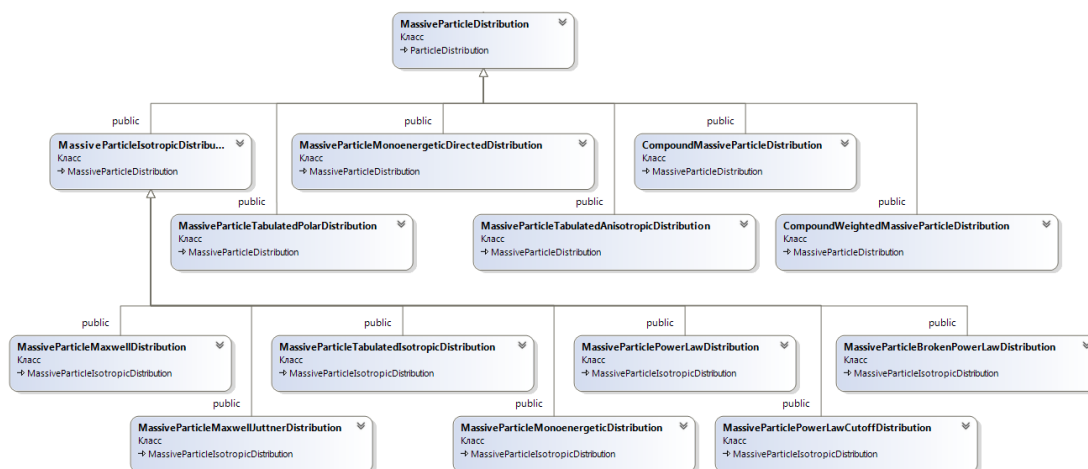 MassiveParticleDistribution
Класс
ParticleDistribution
public
public
public
MassiveParticleIsotropicDistribu...
Класс
MassiveParticleDistribution
MassiveParticleMonoenergeticDirectedDistribution
Класс
MassiveParticleDistribution
CompoundMassiveParticleDistribution
Класс
MassiveParticleDistribution
public
public
public
MassiveParticleTabulatedPolarDistribution
Класс
MassiveParticleDistribution
MassiveParticleTabulatedAnisotropicDistribution
Класс
MassiveParticleDistribution
CompoundWeightedMassiveParticleDistribution
Класс
MassiveParticleDistribution
public
public
public
public
MassiveParticleMaxwellDistribution
Класс
MassiveParticleIsotropicDistribution
MassiveParticleTabulatedIsotropicDistribution
Класс
MassiveParticleIsotropicDistribution
MassiveParticlePowerLawDistribution
Класс
MassiveParticleIsotropicDistribution
MassiveParticleBrokenPowerLawDistribution
Класс
MassiveParticleIsotropicDistribution
public
public
public
MassiveParticleMaxwellJuttnerDistribution
Класс
MassiveParticleIsotropicDistribution
MassiveParticleMonoenergeticDistribution
Класс
MassiveParticleIsotropicDistribution
MassiveParticlePowerLawCutoffDistribution
Класс
MassiveParticleIsotropicDistribution